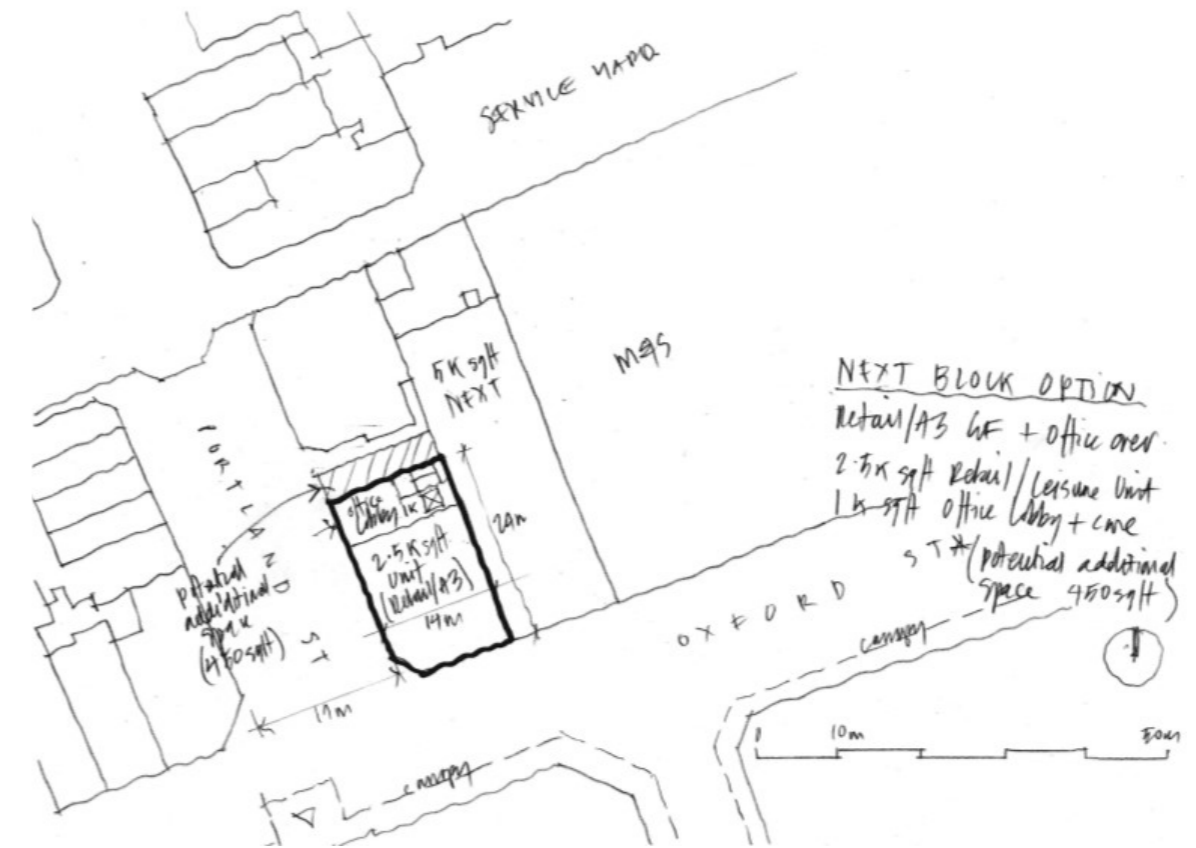 SERVICE YARD
M&S
5K sqft
NEXT
NEXT BLOCK OPTION
Retail/A3 GF + Office over.
2.5K sqft Retail/Leisure Unit
1K sqft Office Lobby + core
(potential additional
space 450sqft)
PORTLAND ST
office
Lobby 1K
2.5K sqft
Unit
(Retail/A3)
14m
24m
potential
additional
space
(450sqft)
17m
OXFORD ST
canopy
canopy
0 10m 50m